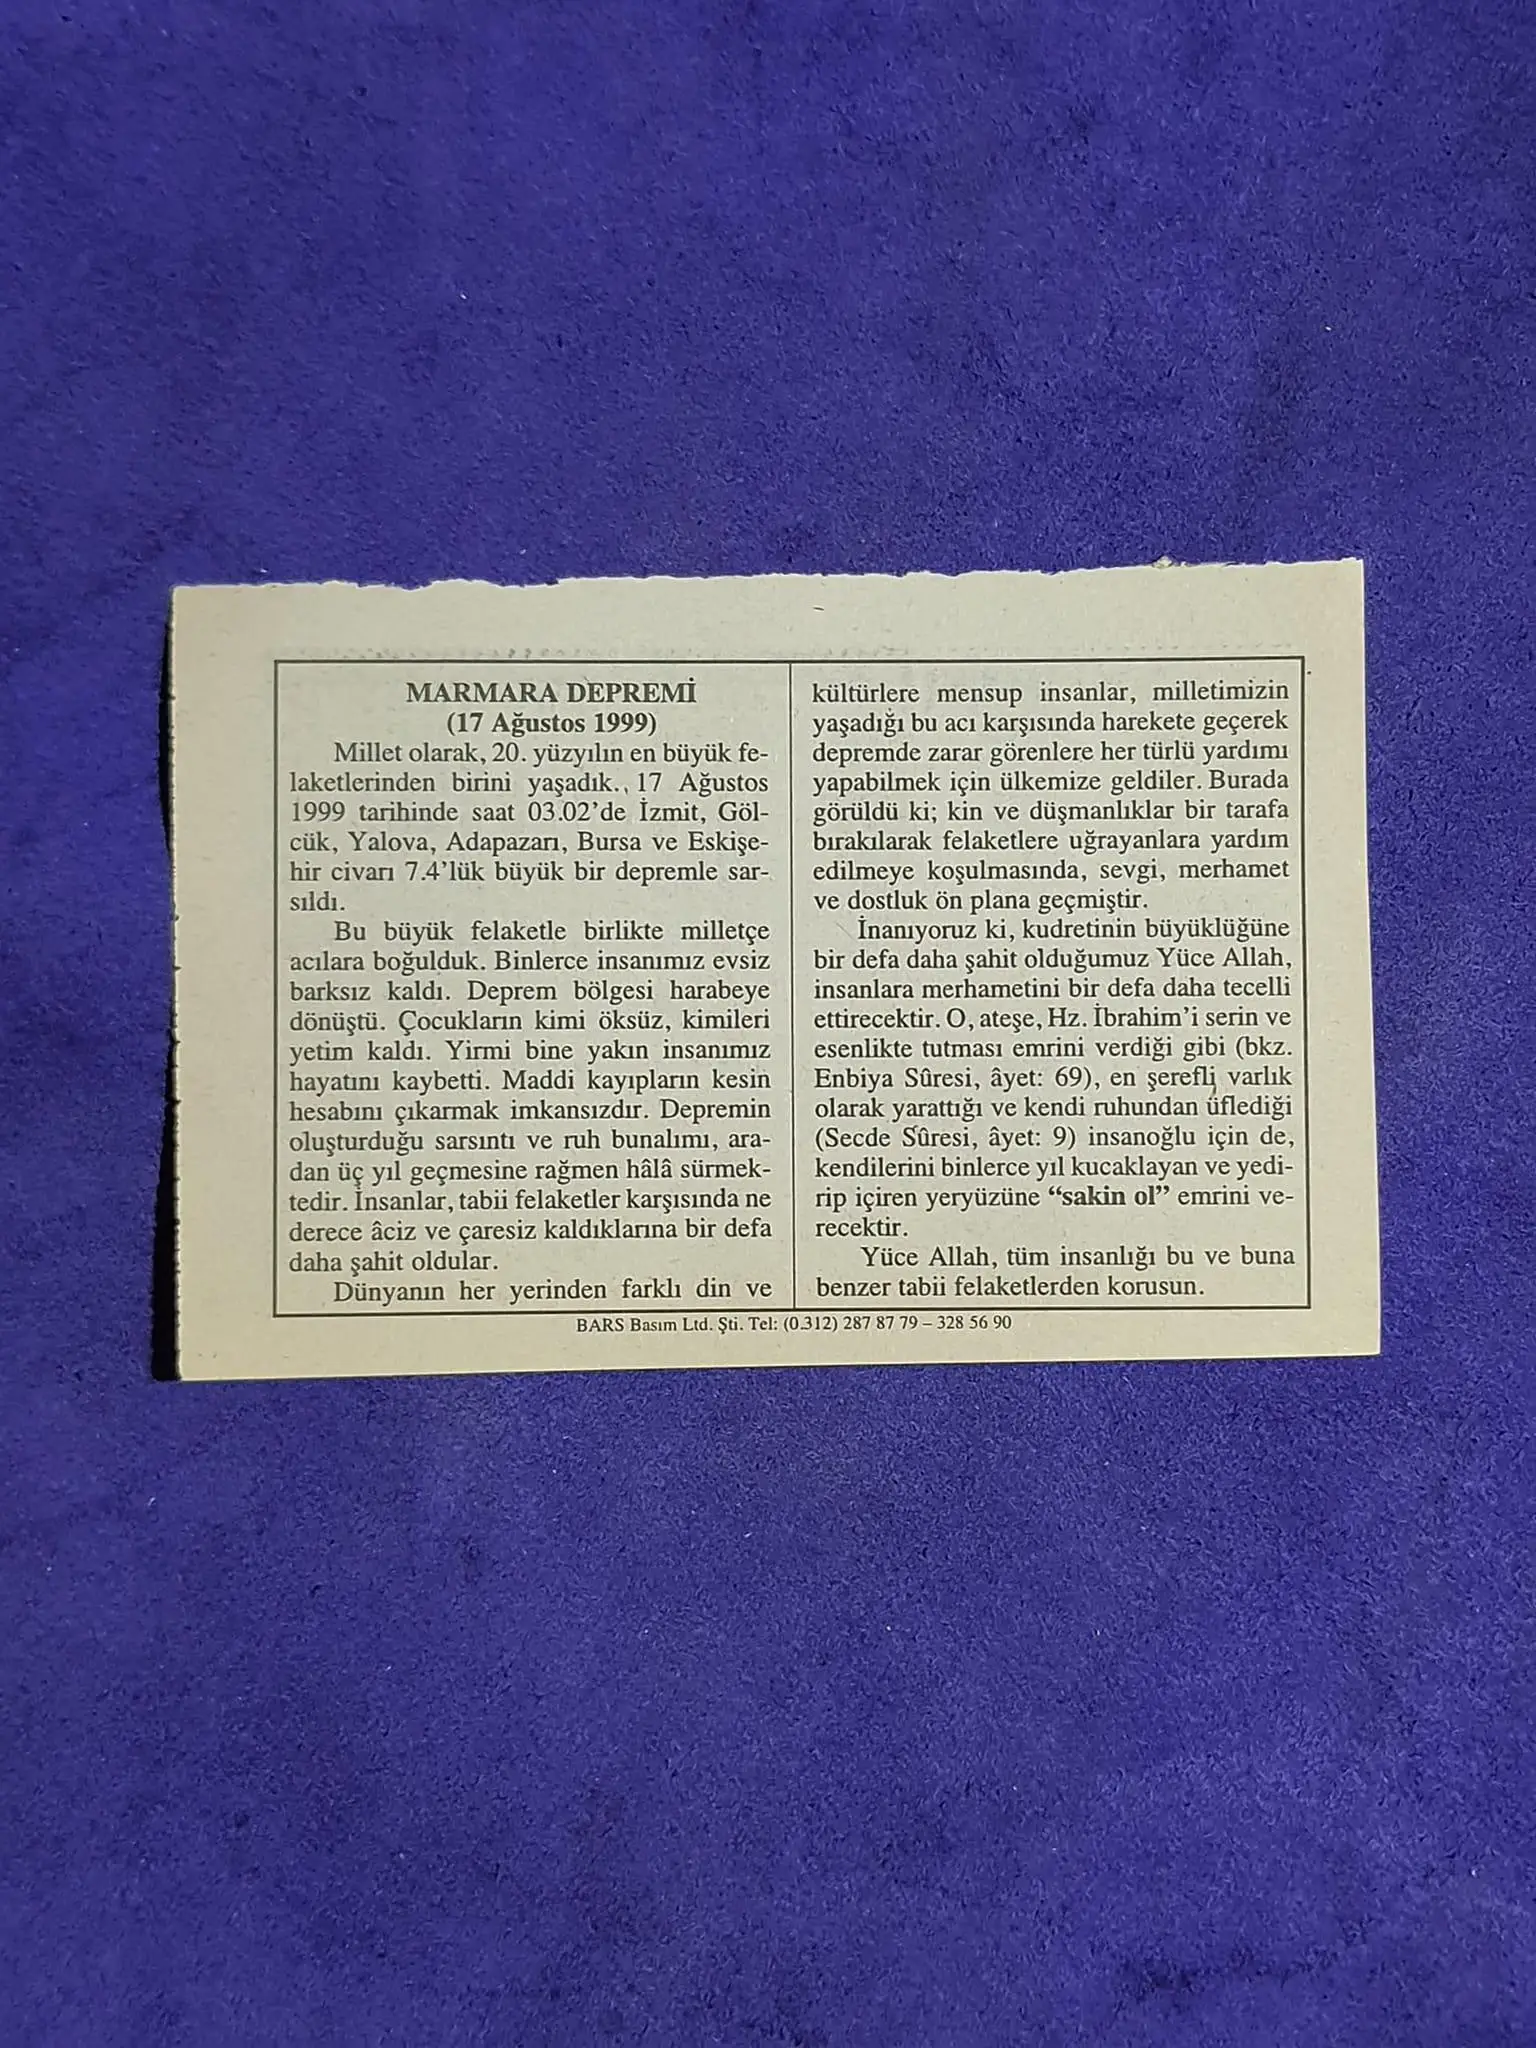 MARMARA DEPREMİ
(17 Ağustos 1999)
Millet olarak, 20. yüzyılın en büyük fe-
laketlerinden birini yaşadık., 17 Ağustos
1999 tarihinde saat 03.02'de İzmit, Göl-
cük, Yalova, Adapazarı, Bursa ve Eskişe-
hir civarı 7.4'lük büyük bir depremle sar-
sıldı.
Bu büyük felaketle birlikte milletçe
acılara boğulduk. Binlerce insanımız evsiz
barksız kaldı. Deprem bölgesi harabeye
dönüştü. Çocukların kimi öksüz, kimileri
yetim kaldı. Yirmi bine yakın insanımız
hayatını kaybetti. Maddi kayıpların kesin
hesabını çıkarmak imkansızdır. Depremin
oluşturduğu sarsıntı ve ruh bunalımı, ara-
dan üç yıl geçmesine rağmen hâlâ sürmek-
tedir. İnsanlar, tabii felaketler karşısında ne
derece âciz ve çaresiz kaldıklarına bir defa
daha şahit oldular.
Dünyanın her yerinden farklı din ve
kültürlere mensup insanlar, milletimizin
yaşadığı bu acı karşısında harekete geçerek
depremde zarar görenlere her türlü yardımı
yapabilmek için ülkemize geldiler. Burada
görüldü ki; kin ve düşmanlıklar bir tarafa
bırakılarak felaketlere uğrayanlara yardım
edilmeye koşulmasında, sevgi, merhamet
ve dostluk ön plana geçmiştir.
İnanıyoruz ki, kudretinin büyüklüğüne
bir defa daha şahit olduğumuz Yüce Allah,
insanlara merhametini bir defa daha tecelli
ettirecektir. O, ateşe, Hz. İbrahim'i serin ve
esenlikte tutması emrini verdiği gibi (bkz.
Enbiya Sûresi, âyet: 69), en şerefli varlık
olarak yarattığı ve kendi ruhundan üflediği
(Secde Sûresi, âyet: 9) insanoğlu için de,
kendilerini binlerce yıl kucaklayan ve yedi-
rip içiren yeryüzüne “sakin ol” emrini ve-
recektir.
Yüce Allah, tüm insanlığı bu ve buna
benzer tabii felaketlerden korusun.
BARS Basım Ltd. Şti. Tel: (0.312) 287 87 79 – 328 56 90